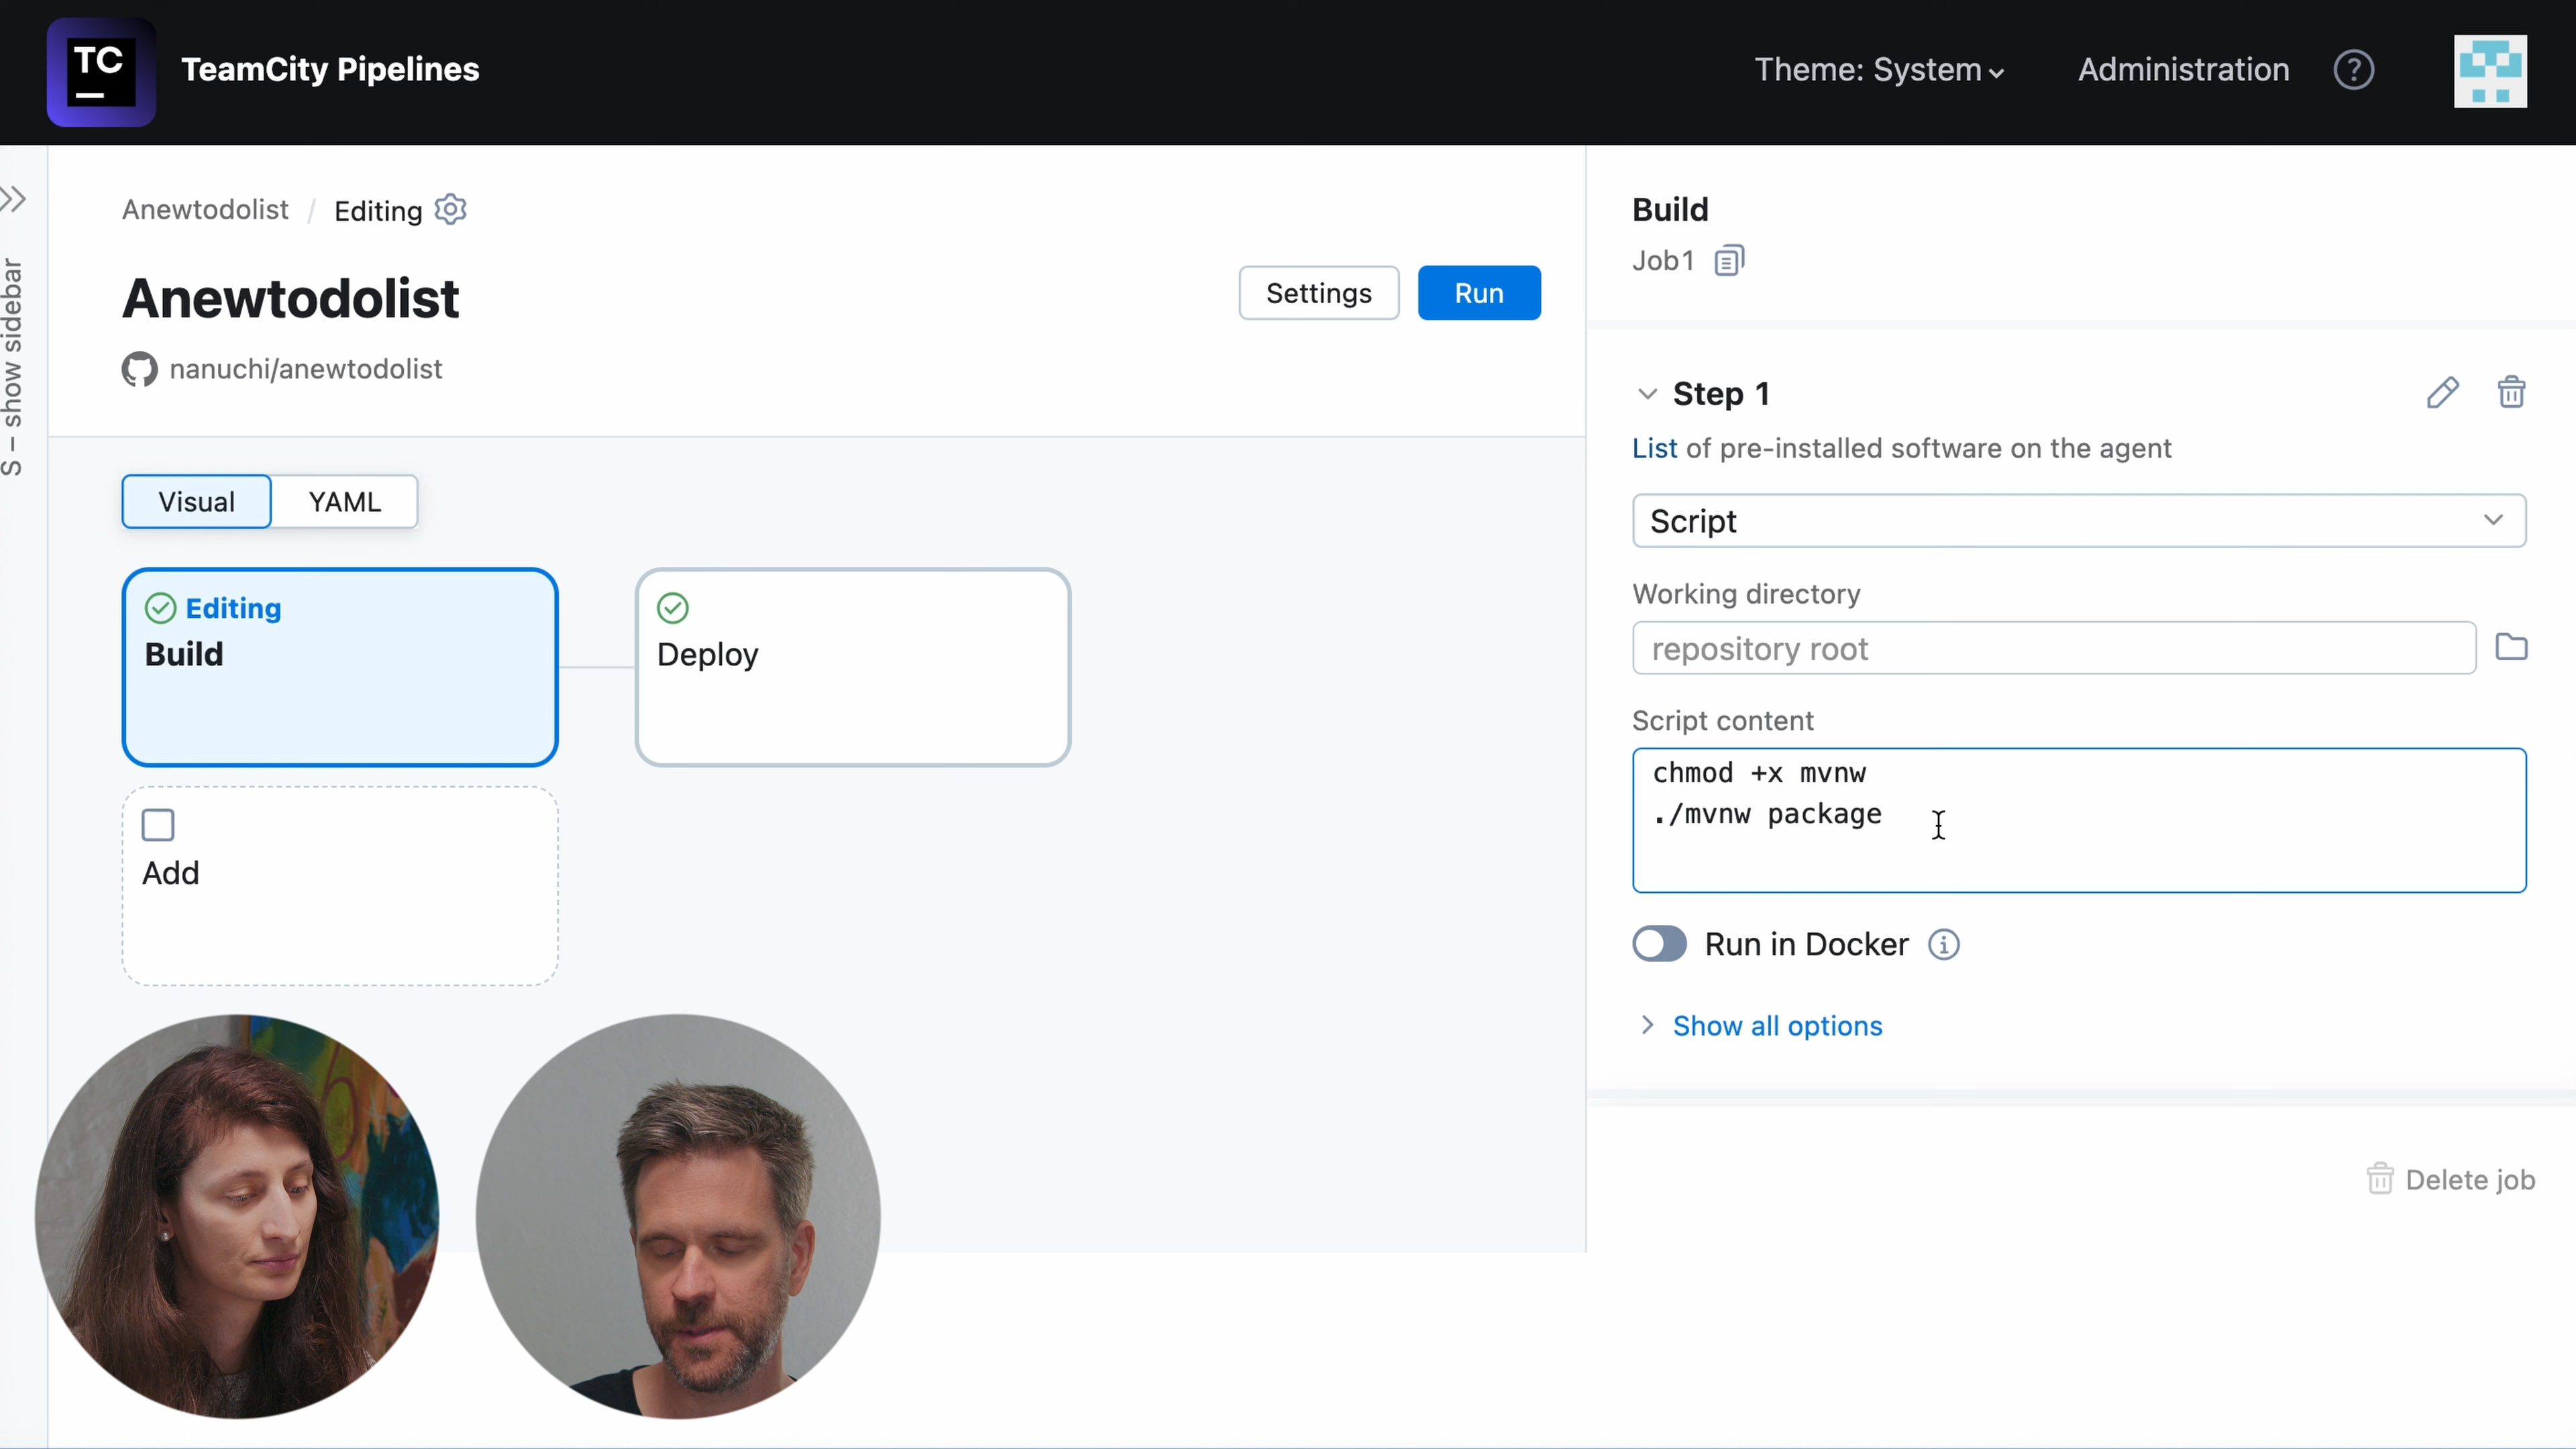 TC
TeamCity Pipelines
Theme: System
Administration
?
S – show sidebar
Anewtodolist / Editing
Anewtodolist
nanuchi/anewtodolist
Settings
Run
Visual
YAML
Editing
Build
Deploy
Add
Build
Job1
Step 1
List of pre-installed software on the agent
Script
Working directory
repository root
Script content
chmod +x mvnw
./mvnw package
Run in Docker
Show all options
Delete job